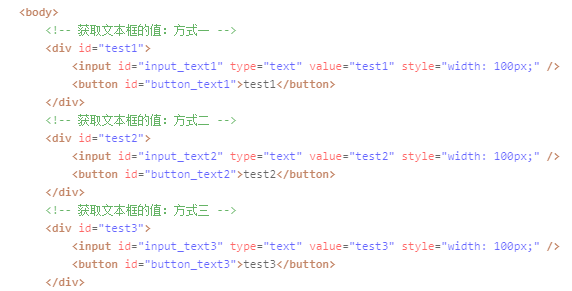 <body>
<!-- 获取文本框的值：方式一 -->
<div id="test1">
<input id="input_text1" type="text" value="test1" style="width: 100px;" />
<button id="button_text1">test1</button>
</div>
<!-- 获取文本框的值：方式二 -->
<div id="test2">
<input id="input_text2" type="text" value="test2" style="width: 100px;" />
<button id="button_text2">test2</button>
</div>
<!-- 获取文本框的值：方式三 -->
<div id="test3">
<input id="input_text3" type="text" value="test3" style="width: 100px;" />
<button id="button_text3">test3</button>
</div>